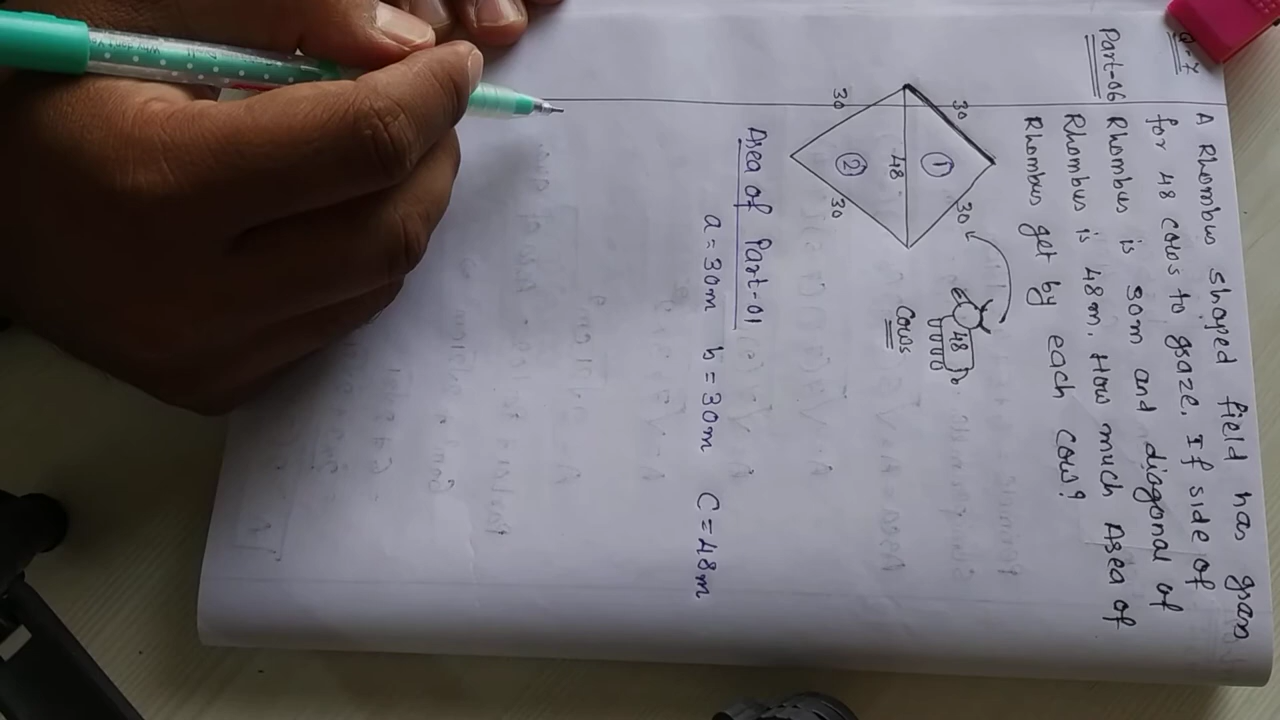 Q-7
Part-06
A Rhombus shaped field has grass
for 48 cows to graze. If side of
Rhombus is 30m and diagonal of
Rhombus is 48m. How much Area of
Rhombus get by each cow?
30
30
①
48
②
30
30
48
cows
Area of Part-01
a = 30m b = 30m C = 48m